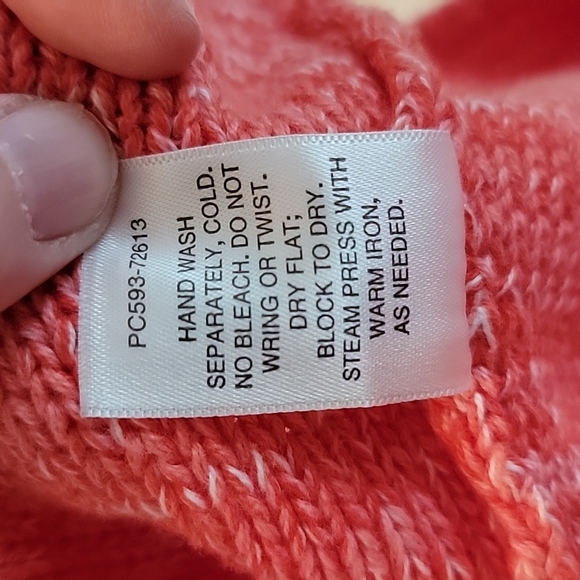 PC593-72613
HAND WASH
SEPARATELY, COLD.
NO BLEACH. DO NOT
WRING OR TWIST.
DRY FLAT;
BLOCK TO DRY.
STEAM PRESS WITH
WARM IRON,
AS NEEDED.